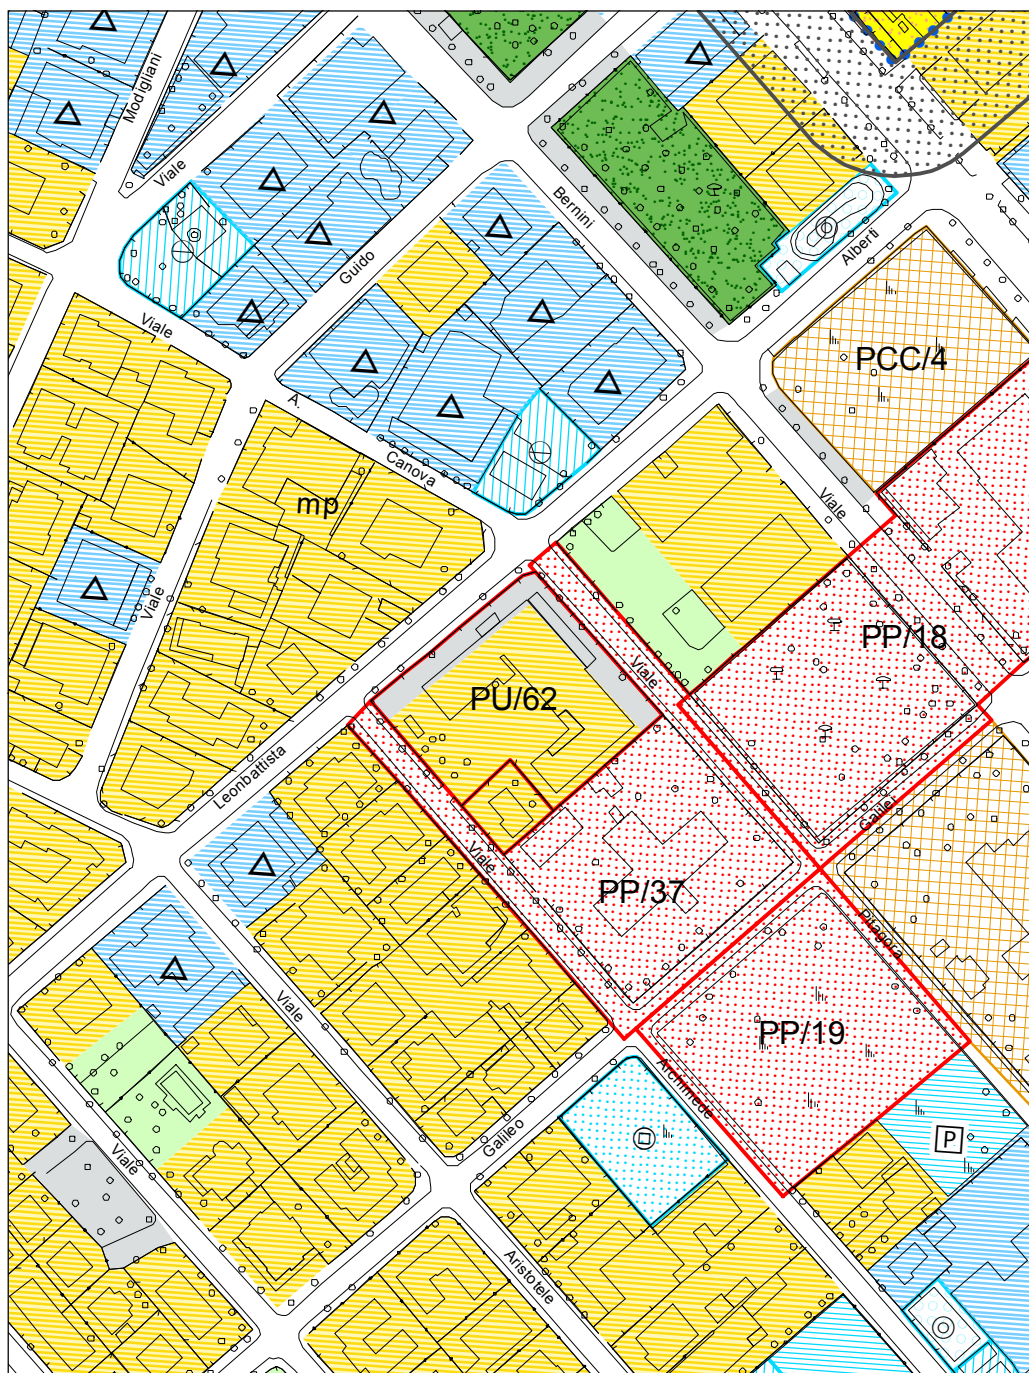 Modigliani
Viale
Bernini
Guido
Alberti
Viale
PCC/4
A.
Canova
mp
Viale
Viale
PP/18
Viale
PU/62
Leonbattista
Galilei
Viale
PP/37
Pitagora
Viale
PP/19
Archimede
Galileo
P
Viale
Aristotele